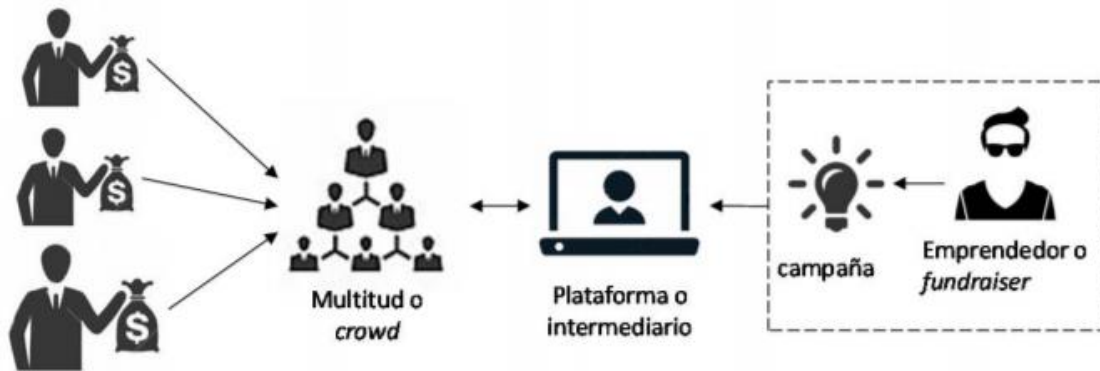 $
$
$
Multitud o
crowd
Plataforma o
intermediario
campaña
Emprendedor o
fundraiser